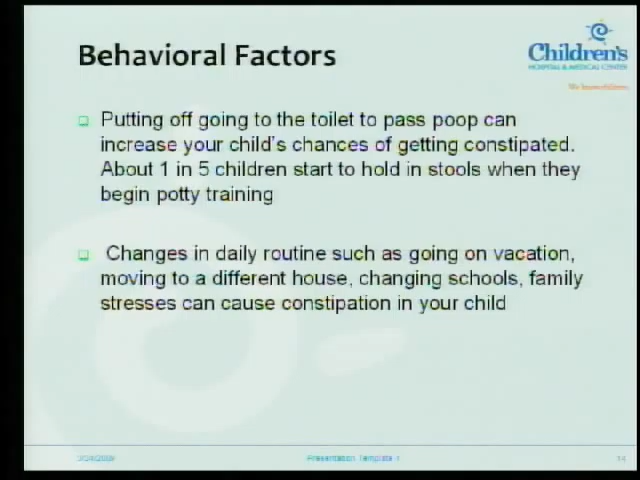 Behavioral Factors
Children's
HOSPITAL & MEDICAL CENTER
Putting off going to the toilet to pass poop can
increase your child's chances of getting constipated.
About 1 in 5 children start to hold in stools when they
begin potty training
Changes in daily routine such as going on vacation,
moving to a different house, changing schools, family
stresses can cause constipation in your child
Presentation Template 1
14